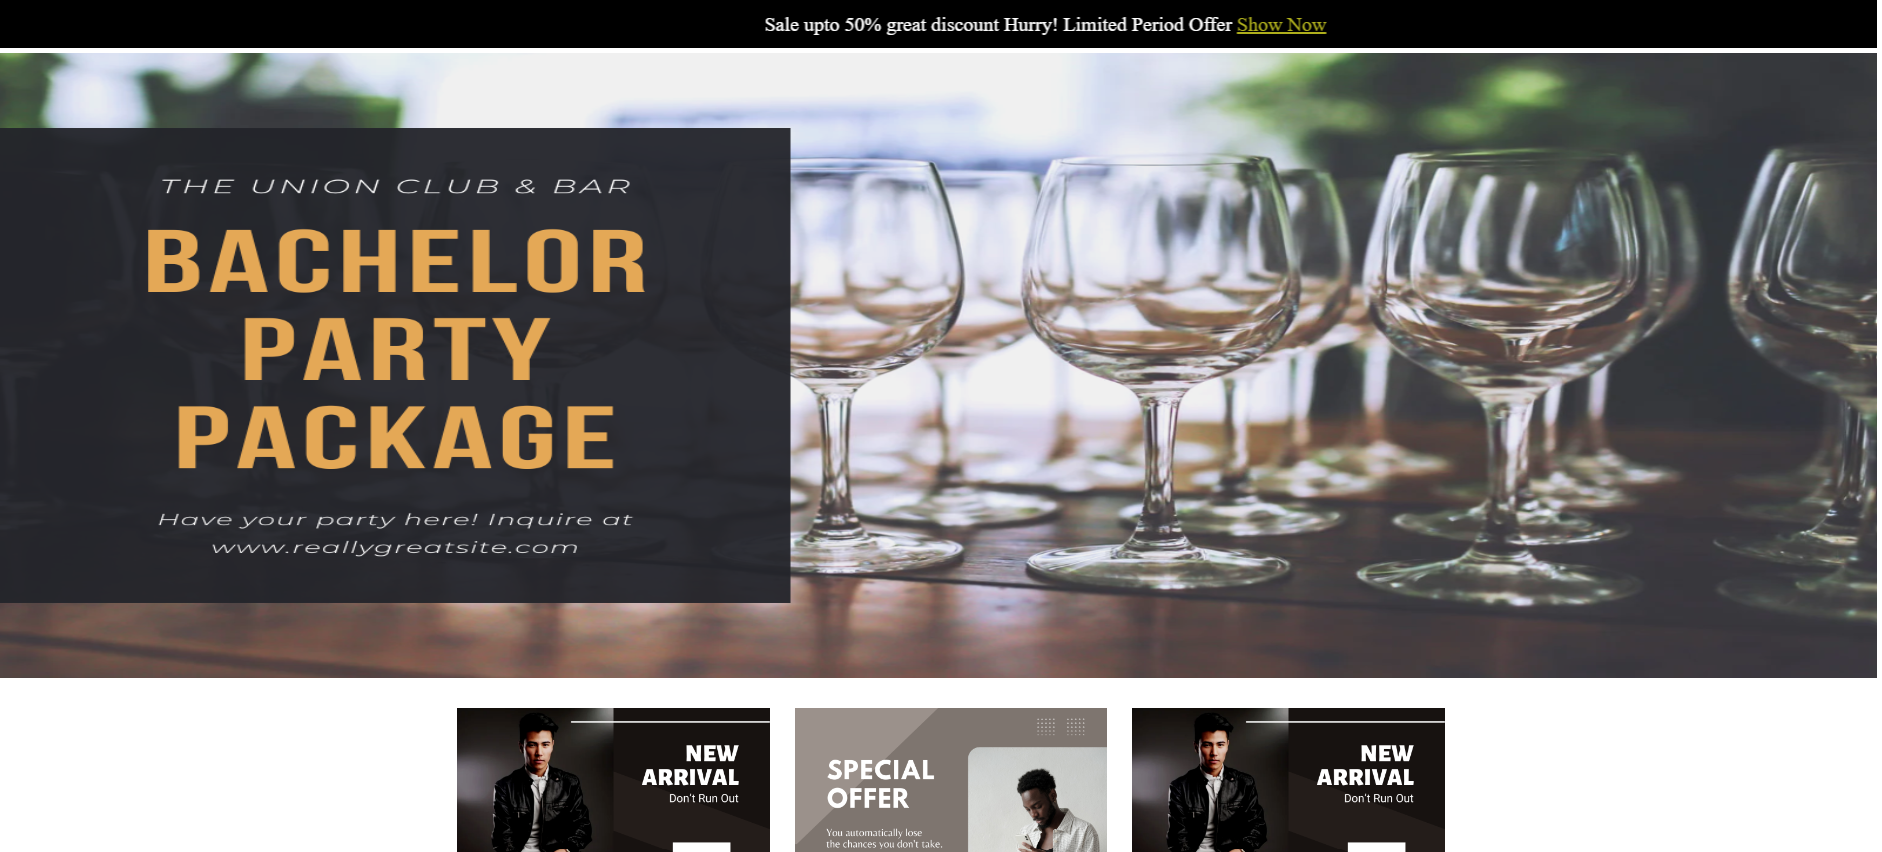 Sale upto 50% great discount Hurry! Limited Period Offer Show Now
THE UNION CLUB & BAR
BACHELOR
PARTY
PACKAGE
Have your party here! Inquire at
www.reallygreatsite.com
NEW
ARRIVAL
Don't Run Out
SPECIAL
OFFER
You automatically lose
the chances you don't take.
NEW
ARRIVAL
Don't Run Out